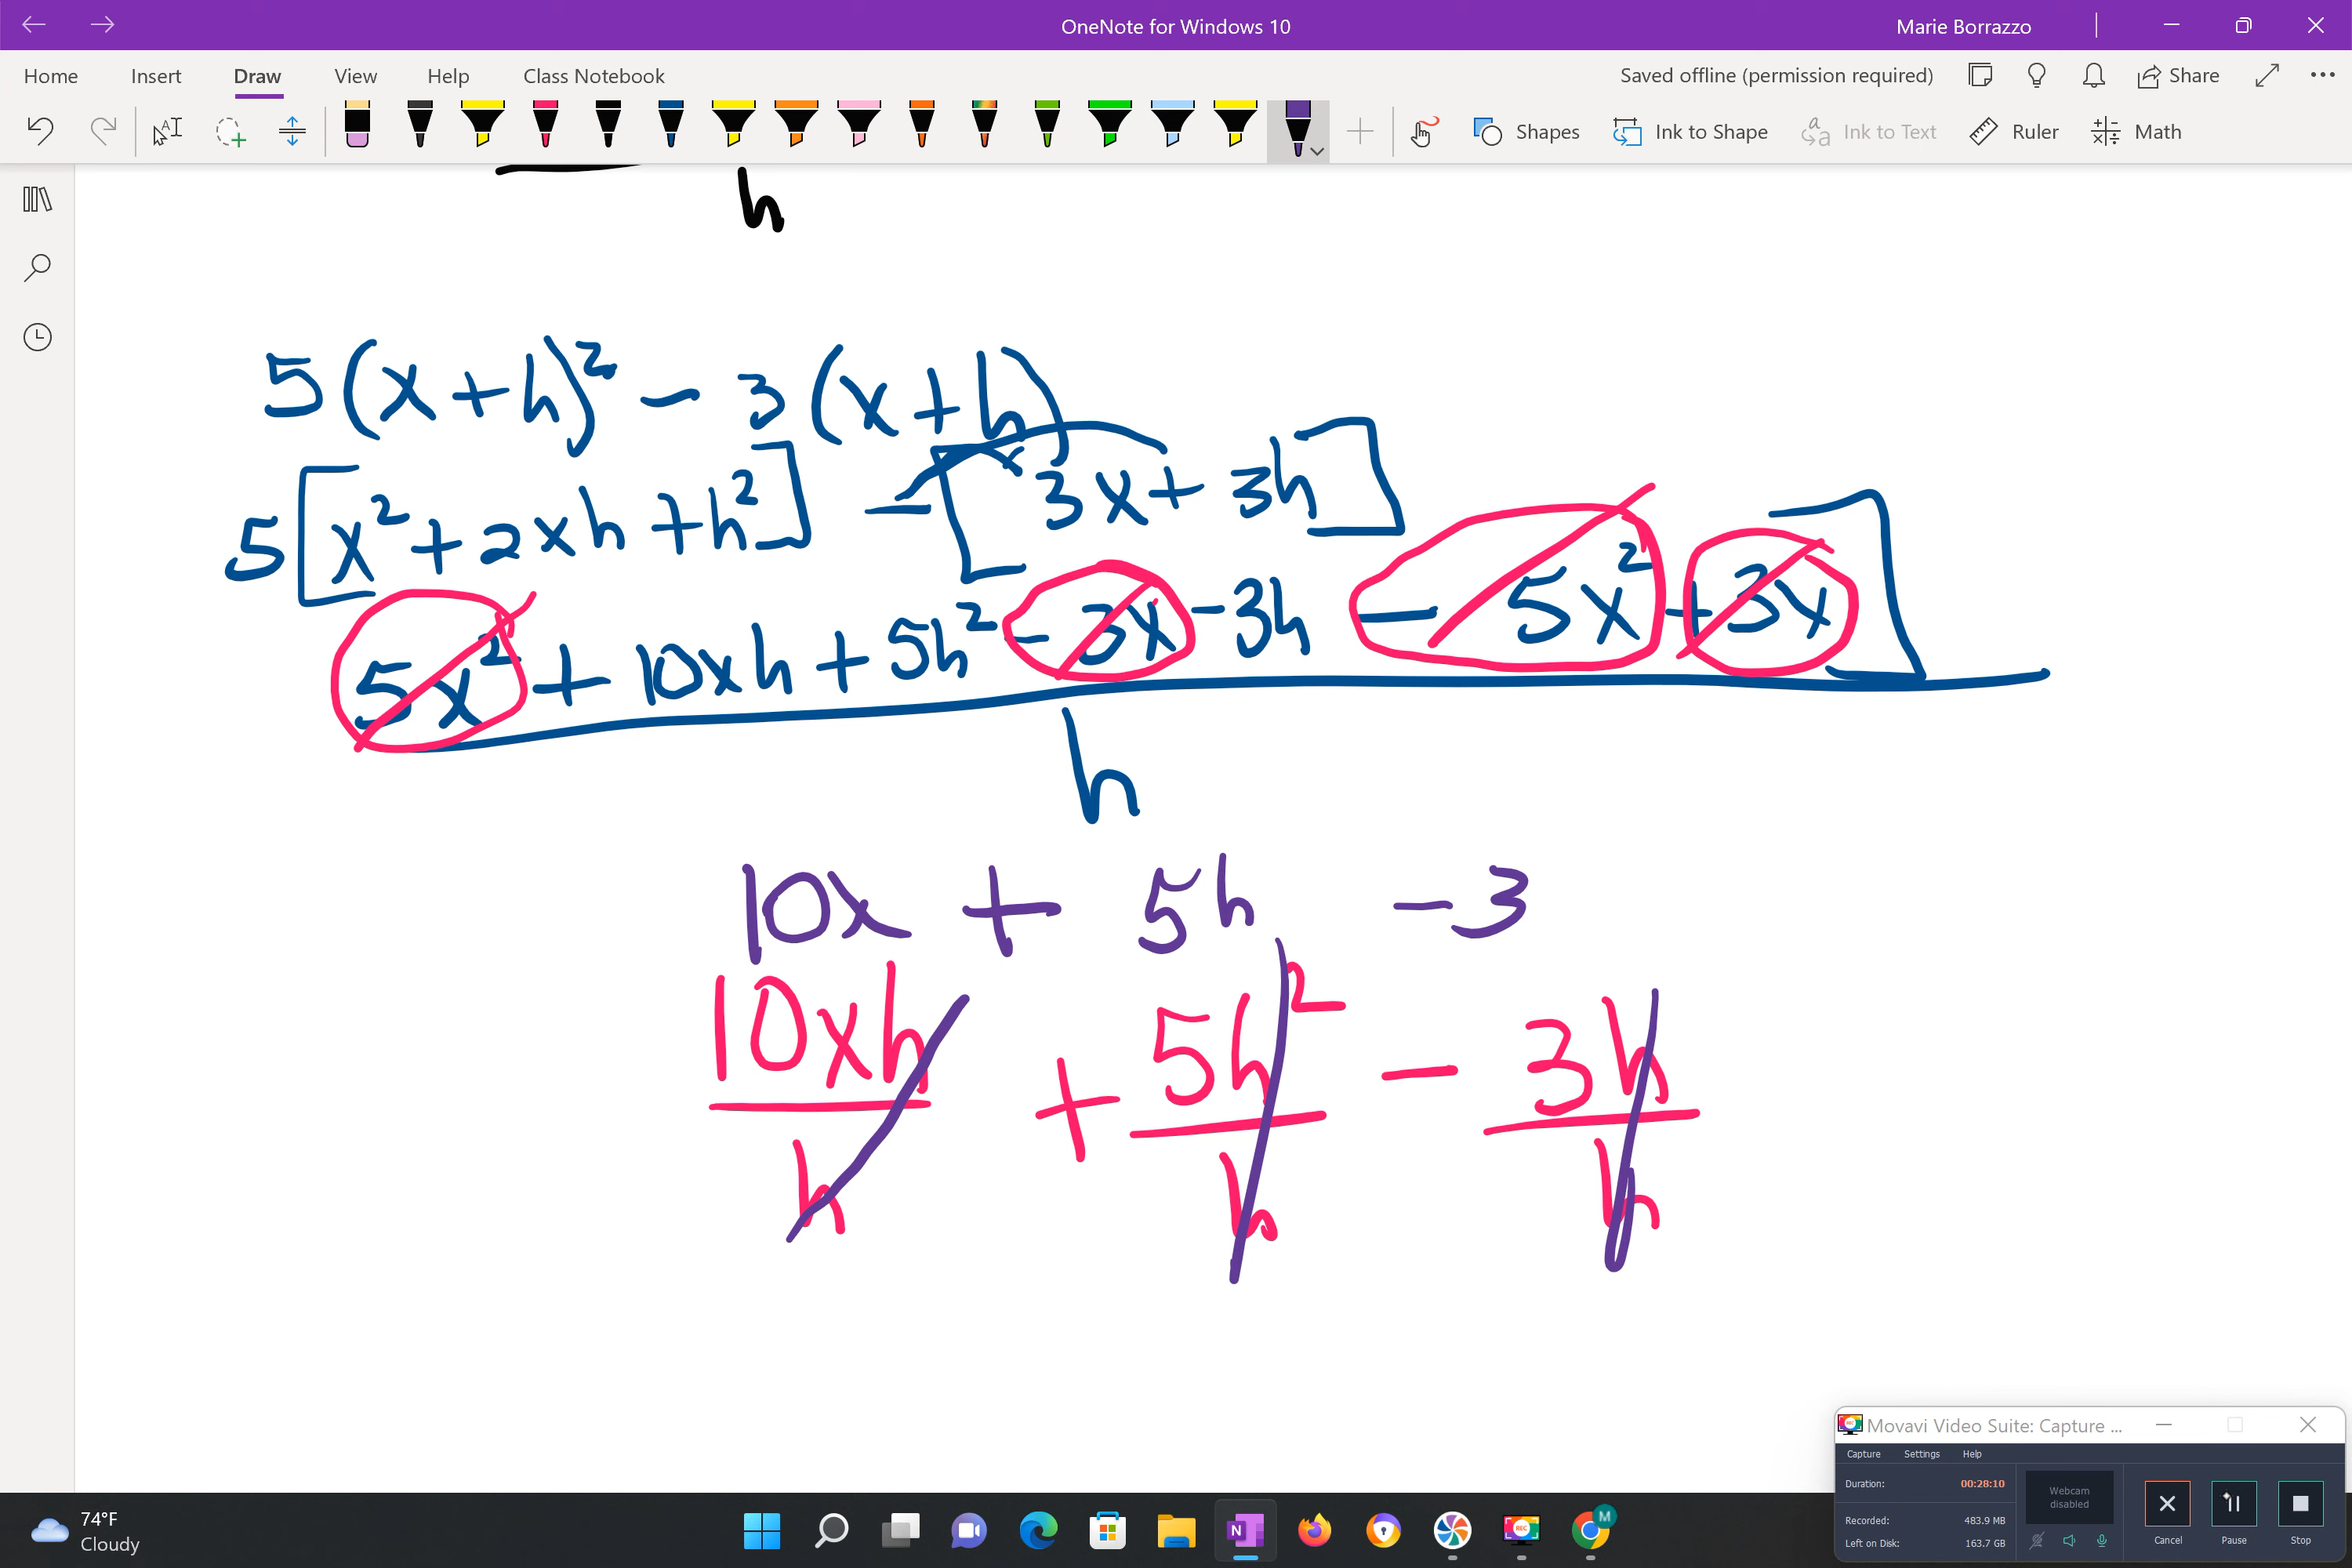 OneNote for Windows 10
Marie Borrazzo
Home Insert Draw View Help Class Notebook
Saved offline (permission required) Share
Shapes Ink to Shape Ink to Text Ruler Math
h
5(x+h)² - 3(x+h)
5[x²+2xh+h²] -[3x+3h]
5x²+10xh+5h²-3x-3h - 5x²+3x]
h
10x + 5h -3
10xh + 5h² - 3h
h h h
Movavi Video Suite: Capture ...
Capture Settings Help
Duration: 00:28:10
Webcam disabled
Recorded: 483.9 MB
Left on Disk: 163.7 GB
Cancel Pause Stop
74°F
Cloudy
M
REC
N